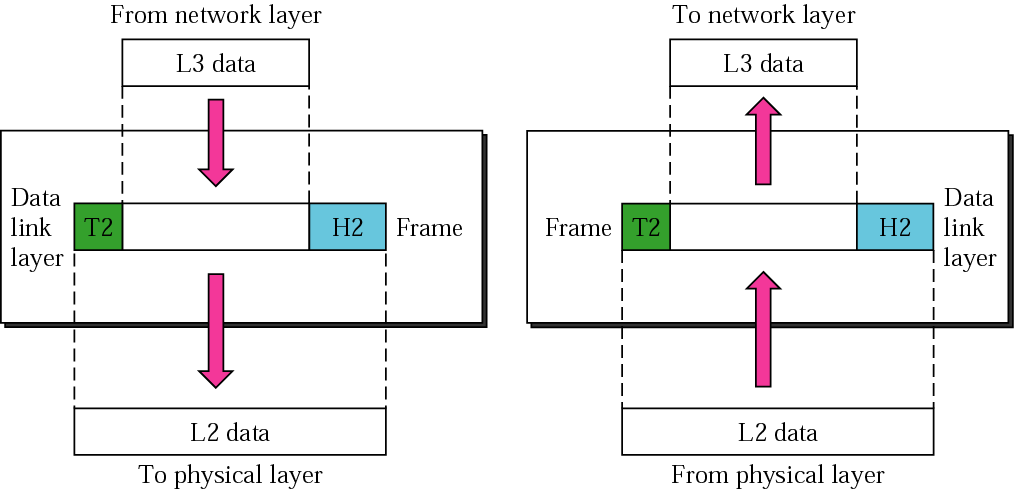 From network layer
L3 data
Data
link
layer
T2
H2
Frame
L2 data
To physical layer
To network layer
L3 data
Frame
T2
H2
Data
link
layer
L2 data
From physical layer